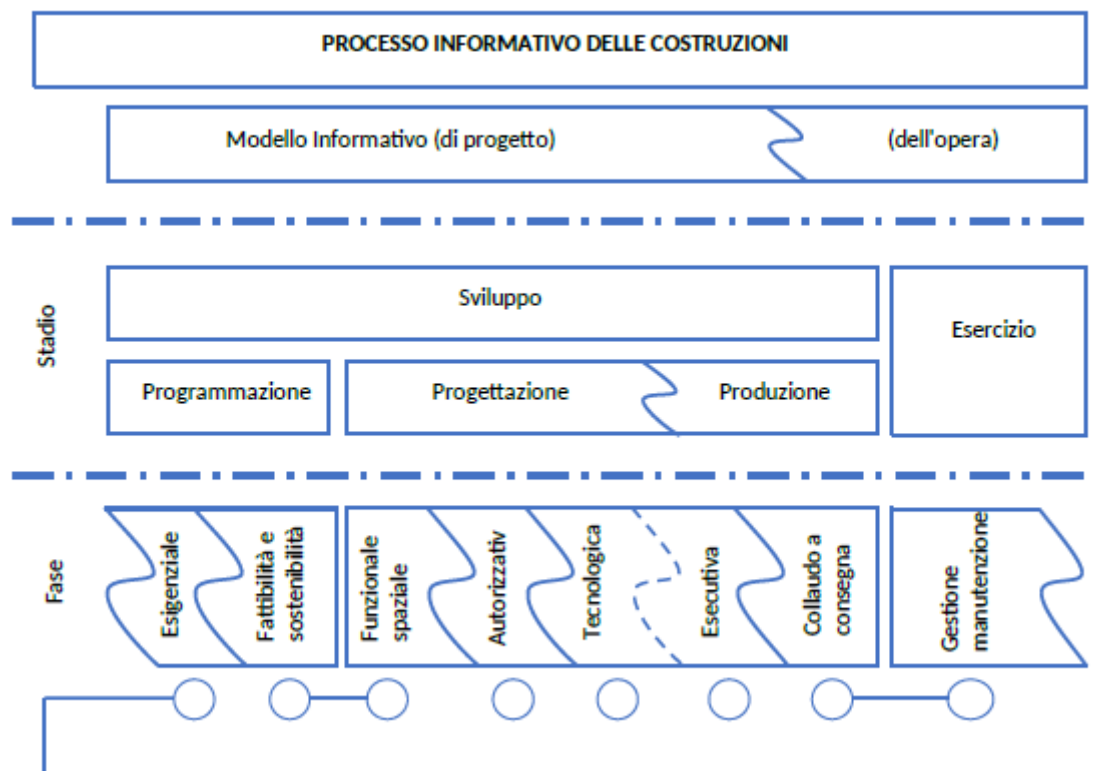 PROCESSO INFORMATIVO DELLE COSTRUZIONI
Modello Informativo (di progetto)
(dell'opera)
Stadio
Sviluppo
Esercizio
Programmazione
Progettazione
Produzione
Fase
Esigenziale
Fattibilità e
sostenibilità
Funzionale
spaziale
Autorizzativ
Tecnologica
Esecutiva
Collaudo a
consegna
Gestione
manutenzione